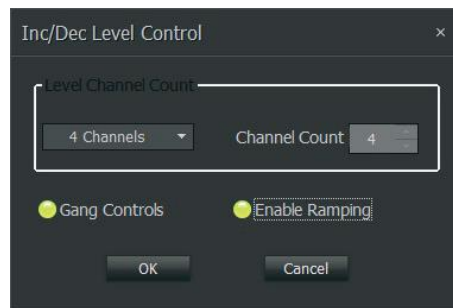 Inc/Dec Level Control ×
Level Channel Count
4 Channels Channel Count 4
Gang Controls Enable Ramping
OK Cancel